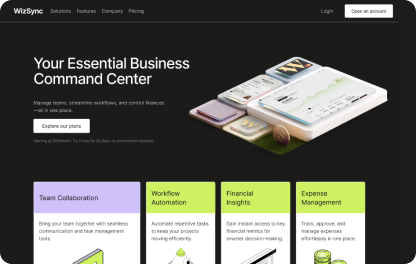 WizSync Solutions Features Company Pricing Login Open an account
Your Essential Business
Command Center
Manage teams, streamline workflows, and control finances
—all in one place.
Explore our plans
Starting at $19/month. Try it free for 30 days, no commitment required.
Team Collaboration
Bring your team together with seamless
communication and task management
tools.
Workflow
Automation
Automate repetitive tasks
to keep your projects
moving efficiently.
Financial
Insights
Gain instant access to key
financial metrics for
smarter decision-making.
Expense
Management
Track, approve, and
manage expenses
effortlessly in one place.